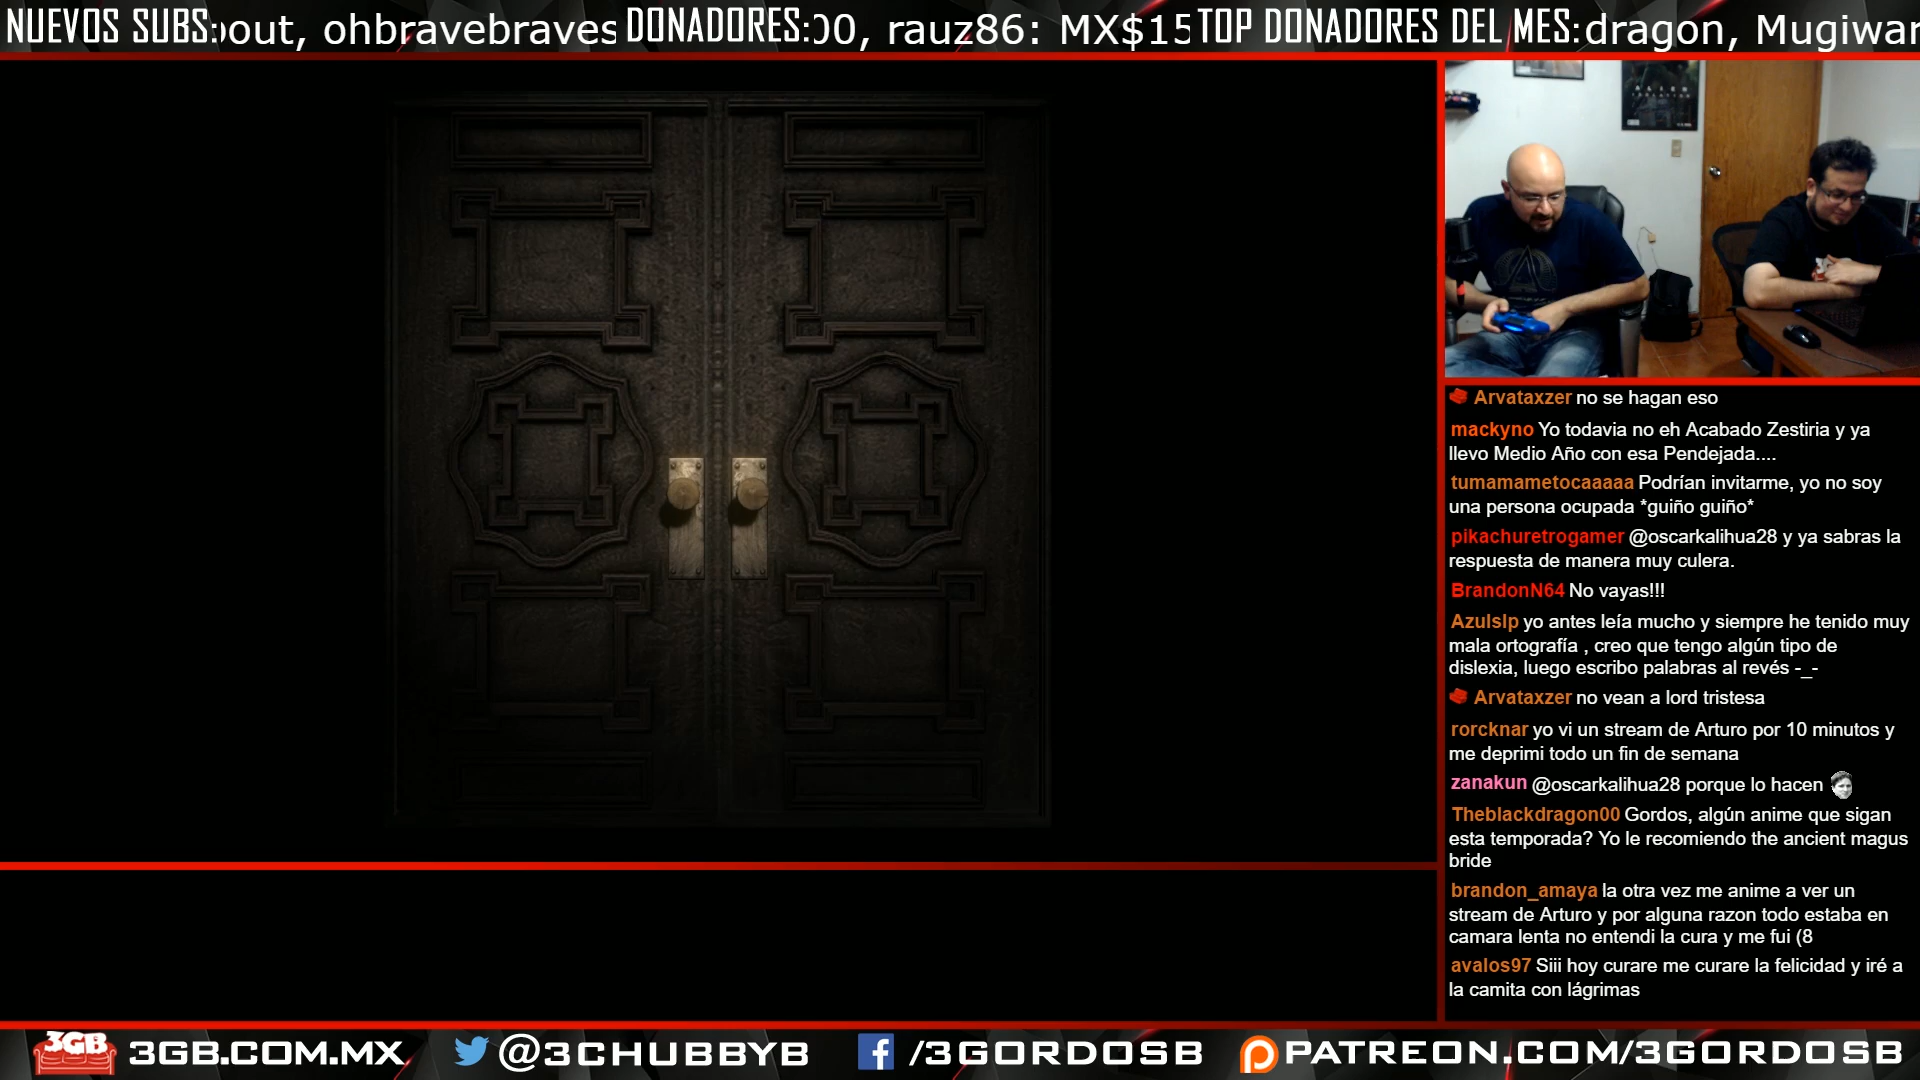 NUEVOS SUBS: out, ohbravebraves DONADORES: 00, rauz86: MX$15 TOP DONADORES DEL MES: dragon, Mugiwar
ALIEN
ISOLATION
Arvataxzer no se hagan eso
mackyno Yo todavia no eh Acabado Zestiria y ya
llevo Medio Año con esa Pendejada....
tumamametocaaaaa Podrían invitarme, yo no soy
una persona ocupada *guiño guiño*
pikachuretrogamer @oscarkalihua28 y ya sabras la
respuesta de manera muy culera.
BrandonN64 No vayas!!!
Azulslp yo antes leía mucho y siempre he tenido muy
mala ortografía , creo que tengo algún tipo de
dislexia, luego escribo palabras al revés -_-
Arvataxzer no vean a lord tristesa
rorcknar yo vi un stream de Arturo por 10 minutos y
me deprimi todo un fin de semana
zanakun @oscarkalihua28 porque lo hacen
Theblackdragon00 Gordos, algún anime que sigan
esta temporada? Yo le recomiendo the ancient magus
bride
brandon_amaya la otra vez me anime a ver un
stream de Arturo y por alguna razon todo estaba en
camara lenta no entendi la cura y me fui (8
avalos97 Siii hoy curare me curare la felicidad y iré a
la camita con lágrimas
3GB 3GB.COM.MX @3CHUBBYB /3GORDOSB PATREON.COM/3GORDOSB